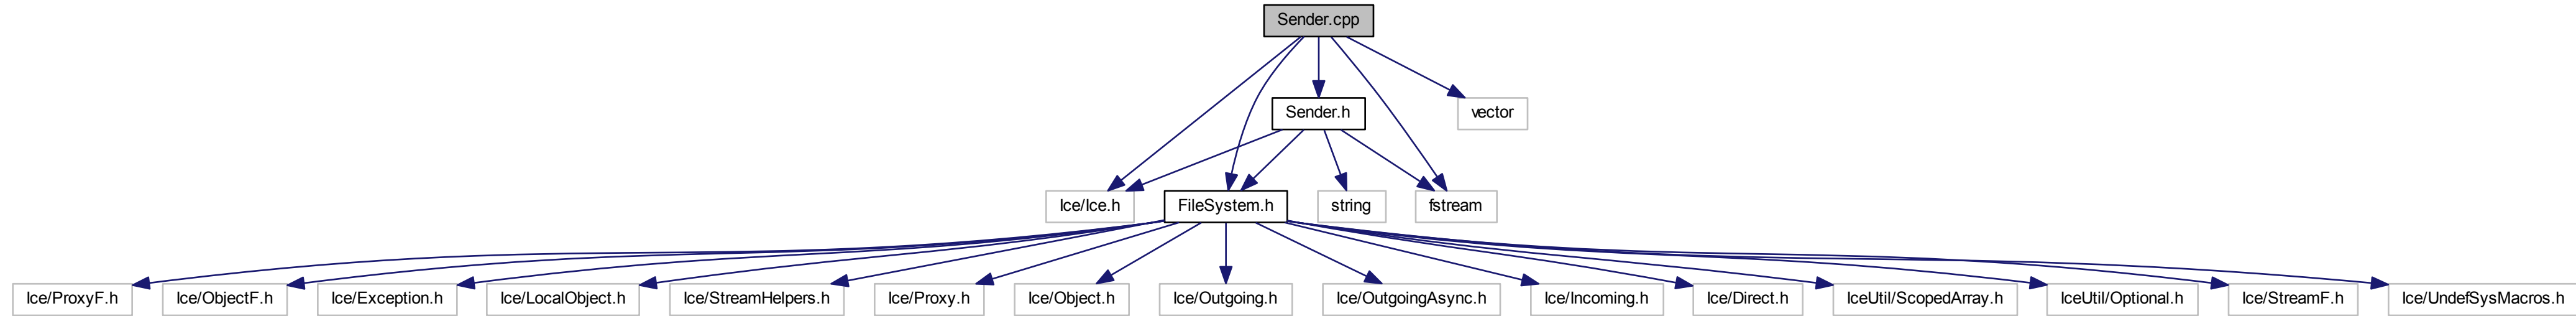 Sender.cpp
Sender.h
vector
Ice/Ice.h
FileSystem.h
string
fstream
Ice/ProxyF.h
Ice/ObjectF.h
Ice/Exception.h
Ice/LocalObject.h
Ice/StreamHelpers.h
Ice/Proxy.h
Ice/Object.h
Ice/Outgoing.h
Ice/OutgoingAsync.h
Ice/Incoming.h
Ice/Direct.h
IceUtil/ScopedArray.h
IceUtil/Optional.h
Ice/StreamF.h
Ice/UndefSysMacros.h